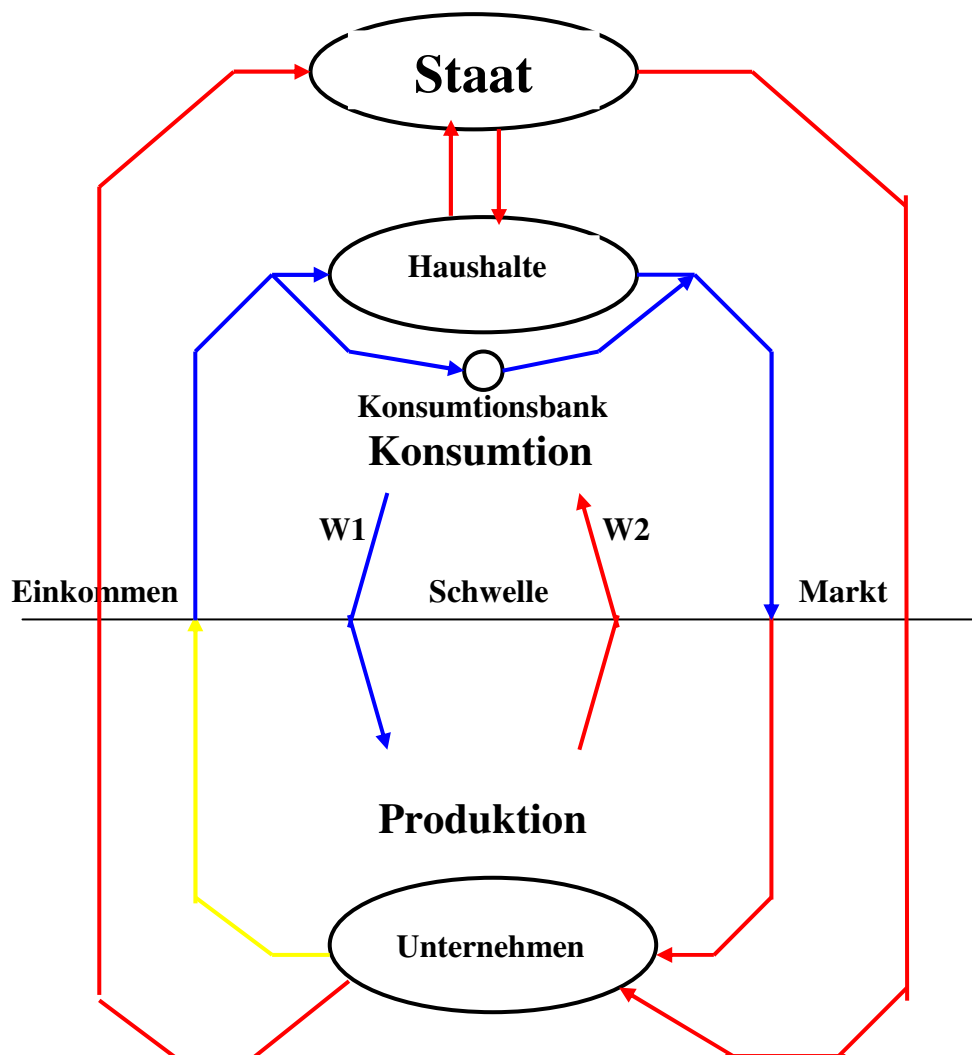 Staat
Haushalte
Konsumtionsbank
Konsumtion
W1
W2
Einkommen
Schwelle
Markt
Produktion
Unternehmen